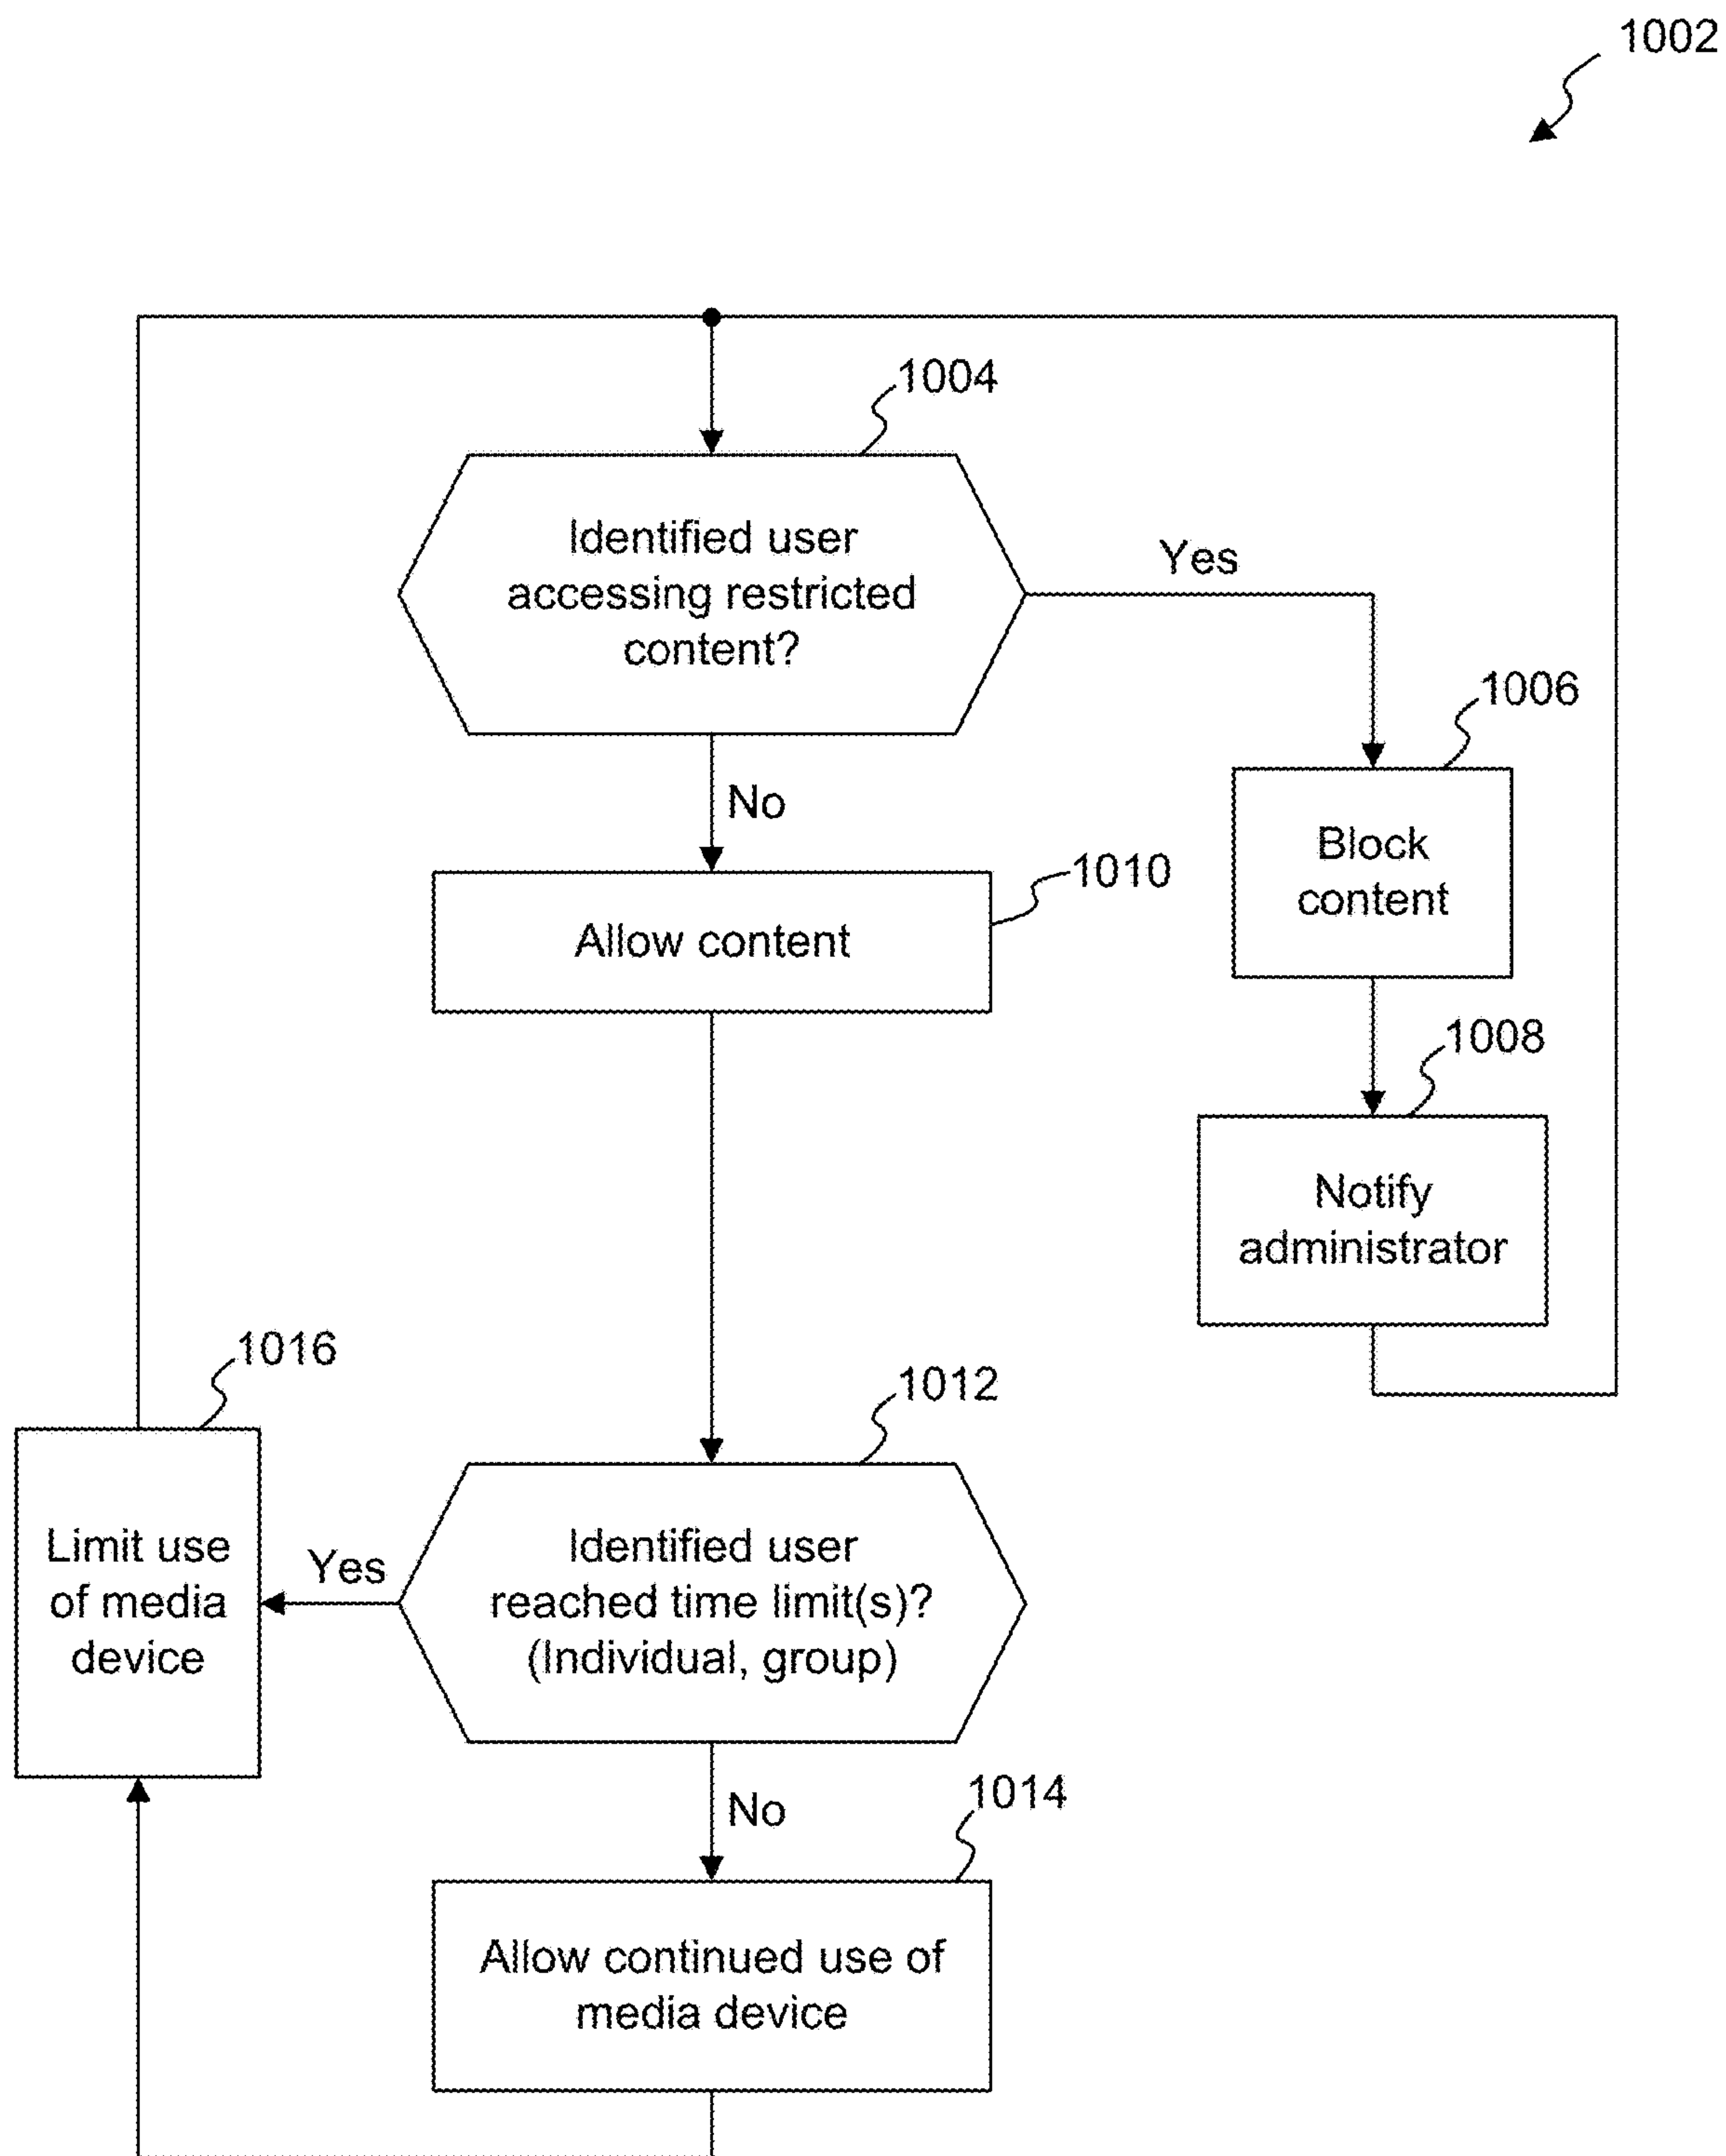 1002
1004
Identified user
accessing restricted
content?
Yes
1006
Block
content
No
1010
Allow content
1008
Notify
administrator
1016
Limit use
of media
device
Yes
1012
Identified user
reached time limit(s)?
(Individual, group)
No
1014
Allow continued use of
media device